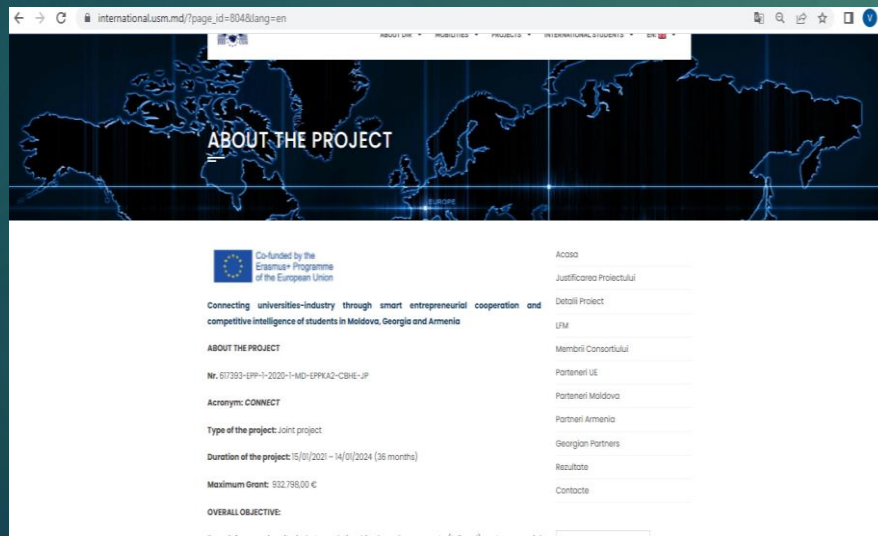 international.usm.md/?page_id=804&lang=en
ABOUT DIR MOBILITIES PROJECTS INTERNATIONAL STUDENTS EN
ABOUT THE PROJECT
EUROPE
Co-funded by the
Erasmus+ Programme
of the European Union
Connecting universities-industry through smart entrepreneurial cooperation and
competitive intelligence of students in Moldova, Georgia and Armenia
ABOUT THE PROJECT
Nr. 617393-EPP-1-2020-1-MD-EPPKA2-CBHE-JP
Acronym: CONNECT
Type of the project: Joint project
Duration of the project: 15/01/2021 – 14/01/2024 (36 months)
Maximum Grant: 932.798,00 €
OVERALL OBJECTIVE:
Acasa
Justificarea Proiectului
Detalii Proiect
LFM
Membrii Consortiului
Parteneri UE
Parteneri Moldova
Partneri Armenia
Georgian Partners
Rezultate
Contacte
V